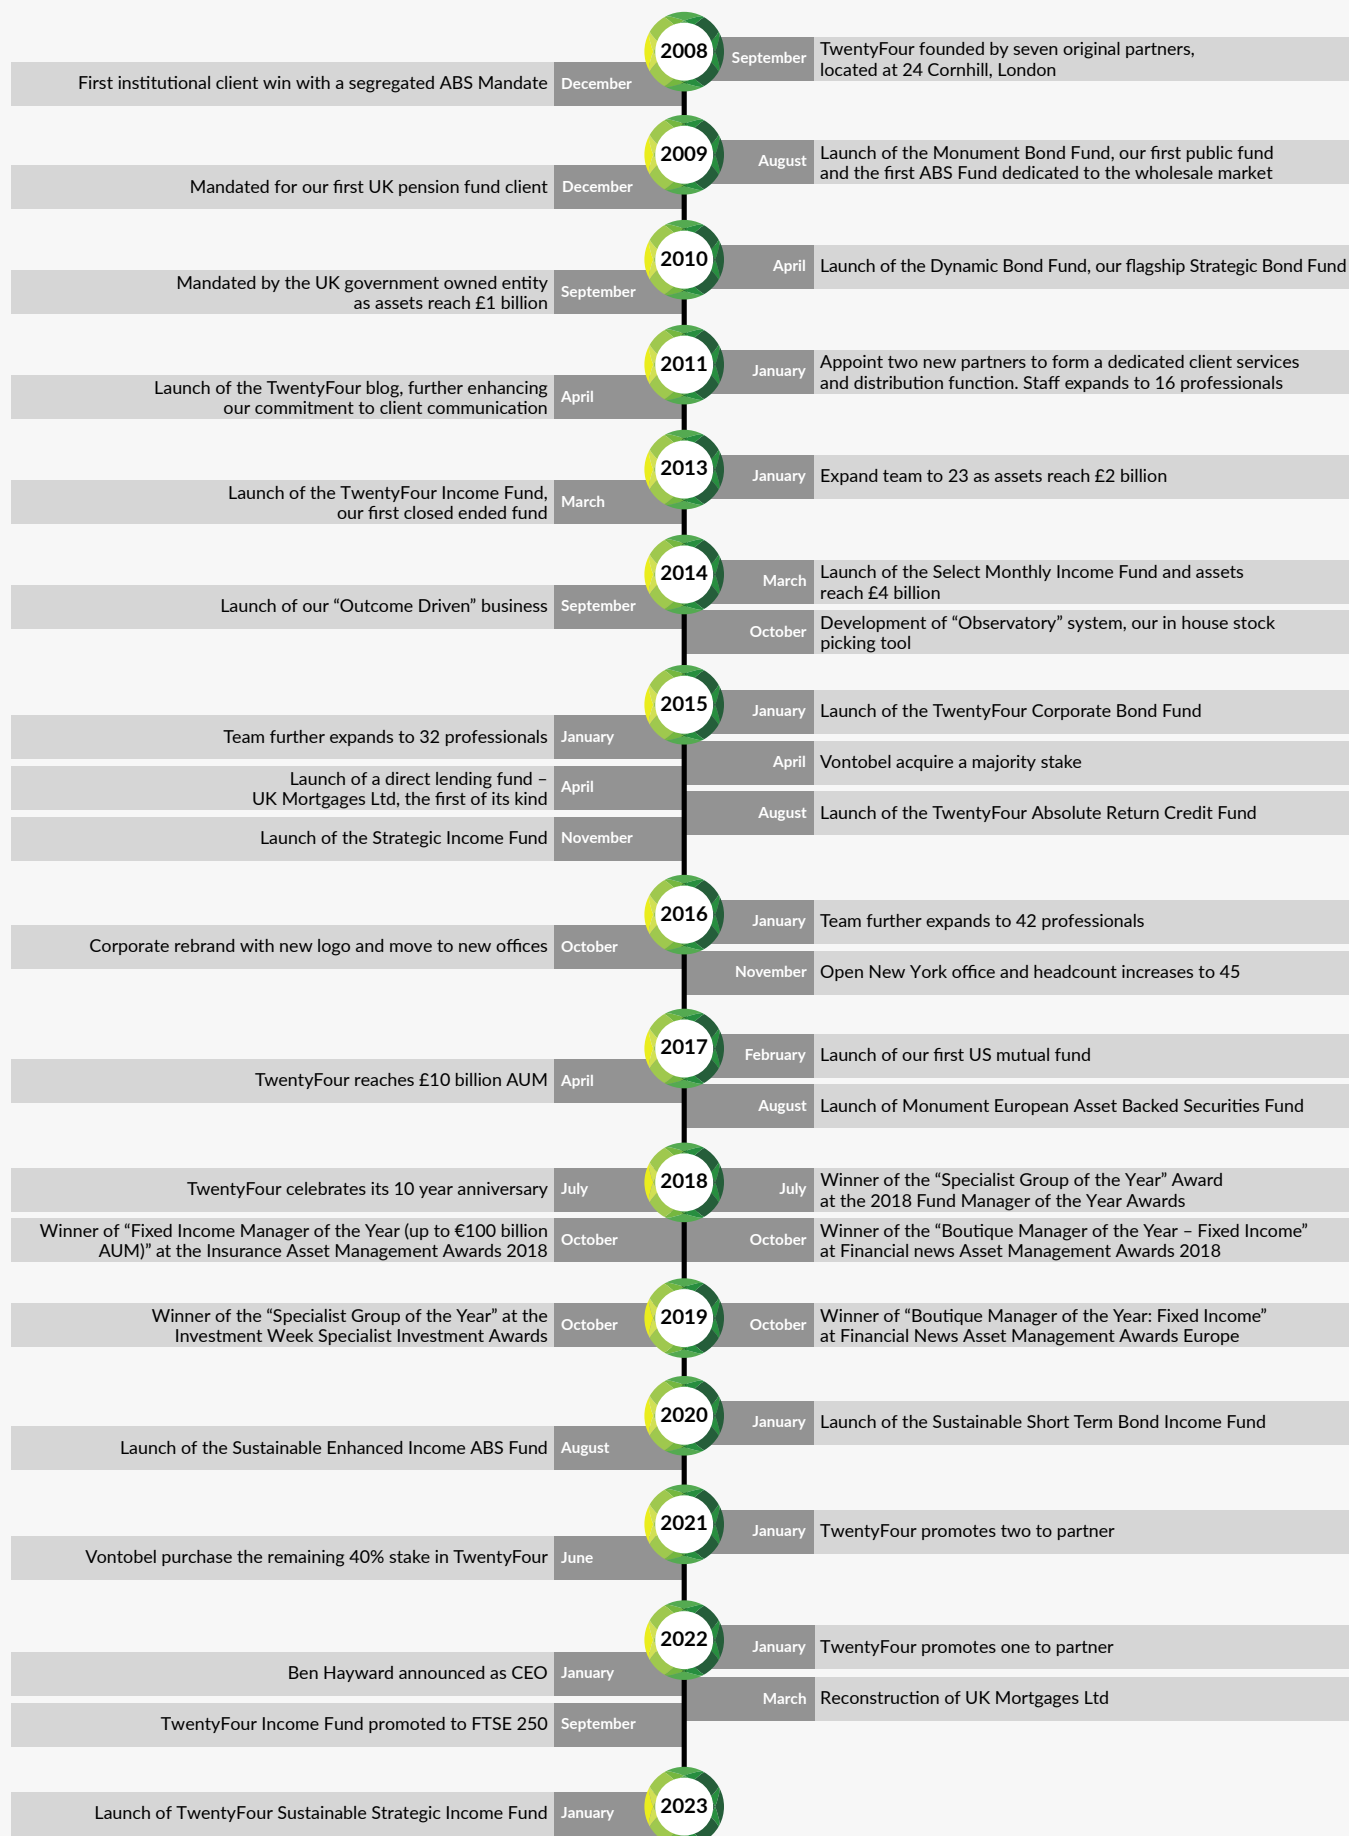 2008
September
TwentyFour founded by seven original partners,
located at 24 Cornhill, London
First institutional client win with a segregated ABS Mandate
December
2009
August
Launch of the Monument Bond Fund, our first public fund
and the first ABS Fund dedicated to the wholesale market
Mandated for our first UK pension fund client
December
2010
April
Launch of the Dynamic Bond Fund, our flagship Strategic Bond Fund
Mandated by the UK government owned entity
as assets reach £1 billion
September
2011
January
Appoint two new partners to form a dedicated client services
and distribution function. Staff expands to 16 professionals
Launch of the TwentyFour blog, further enhancing
our commitment to client communication
April
2013
January
Expand team to 23 as assets reach £2 billion
Launch of the TwentyFour Income Fund,
our first closed ended fund
March
2014
March
Launch of the Select Monthly Income Fund and assets
reach £4 billion
Launch of our “Outcome Driven” business
September
October
Development of “Observatory” system, our in house stock
picking tool
2015
January
Launch of the TwentyFour Corporate Bond Fund
Team further expands to 32 professionals
January
April
Vontobel acquire a majority stake
Launch of a direct lending fund –
UK Mortgages Ltd, the first of its kind
April
August
Launch of the TwentyFour Absolute Return Credit Fund
Launch of the Strategic Income Fund
November
2016
January
Team further expands to 42 professionals
Corporate rebrand with new logo and move to new offices
October
November
Open New York office and headcount increases to 45
2017
February
Launch of our first US mutual fund
TwentyFour reaches £10 billion AUM
April
August
Launch of Monument European Asset Backed Securities Fund
2018
TwentyFour celebrates its 10 year anniversary
July
July
Winner of the “Specialist Group of the Year” Award
at the 2018 Fund Manager of the Year Awards
Winner of “Fixed Income Manager of the Year (up to €100 billion
AUM)” at the Insurance Asset Management Awards 2018
October
October
Winner of the “Boutique Manager of the Year – Fixed Income”
at Financial news Asset Management Awards 2018
2019
Winner of the “Specialist Group of the Year” at the
Investment Week Specialist Investment Awards
October
October
Winner of “Boutique Manager of the Year: Fixed Income”
at Financial News Asset Management Awards Europe
2020
January
Launch of the Sustainable Short Term Bond Income Fund
Launch of the Sustainable Enhanced Income ABS Fund
August
2021
January
TwentyFour promotes two to partner
Vontobel purchase the remaining 40% stake in TwentyFour
June
2022
January
TwentyFour promotes one to partner
Ben Hayward announced as CEO
January
March
Reconstruction of UK Mortgages Ltd
TwentyFour Income Fund promoted to FTSE 250
September
2023
Launch of TwentyFour Sustainable Strategic Income Fund
January